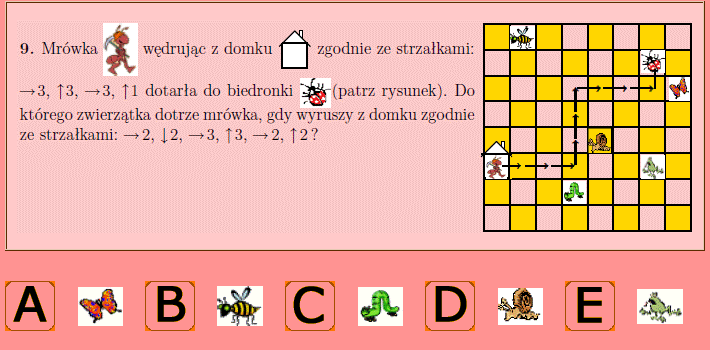 9. Mrówka wędrując z domku zgodnie ze strzałkami:
→3, ↑3, →3, ↑1 dotarła do biedronki (patrz rysunek). Do
którego zwierzątka dotrze mrówka, gdy wyruszy z domku zgodnie
ze strzałkami: →2, ↓2, →3, ↑3, →2, ↑2?
A B C D E